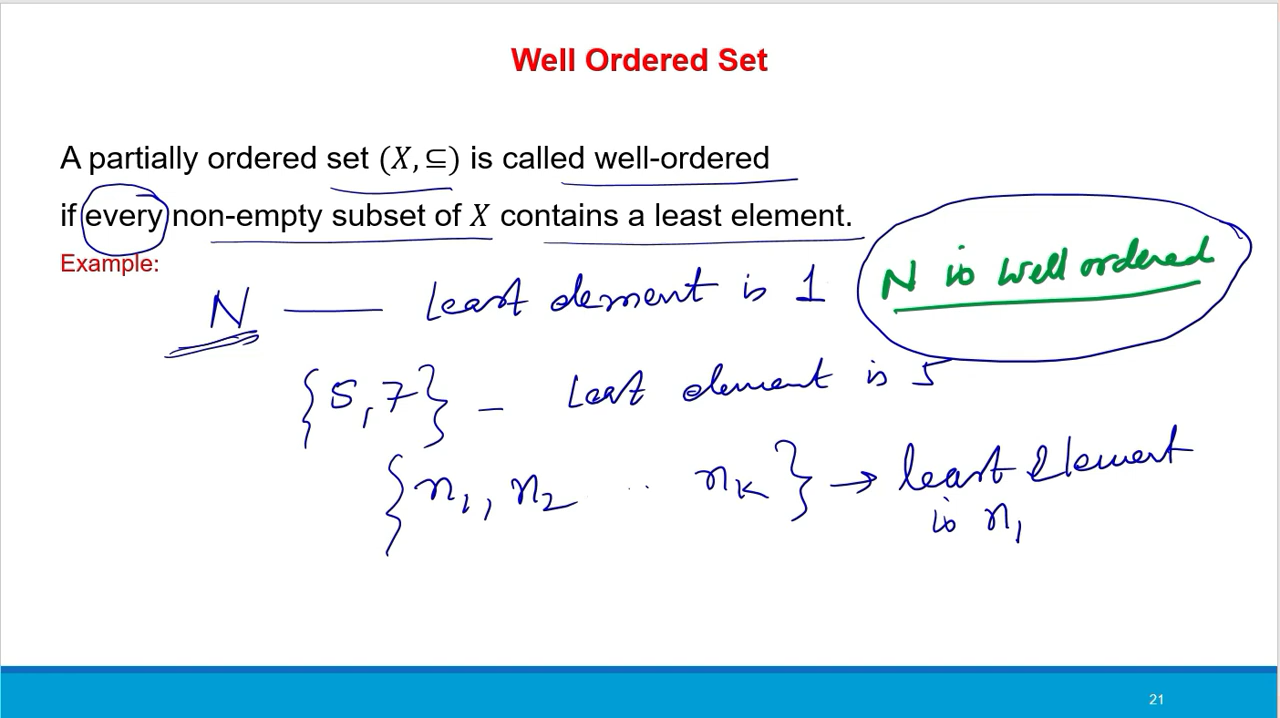 Well Ordered Set
A partially ordered set (X, ⊆) is called well-ordered
if every non-empty subset of X contains a least element.
Example:
N is well ordered
N — Least element is 1
{5, 7} – Least element is 5
{n₁, n₂ .. nₖ} → least element
is n₁
21